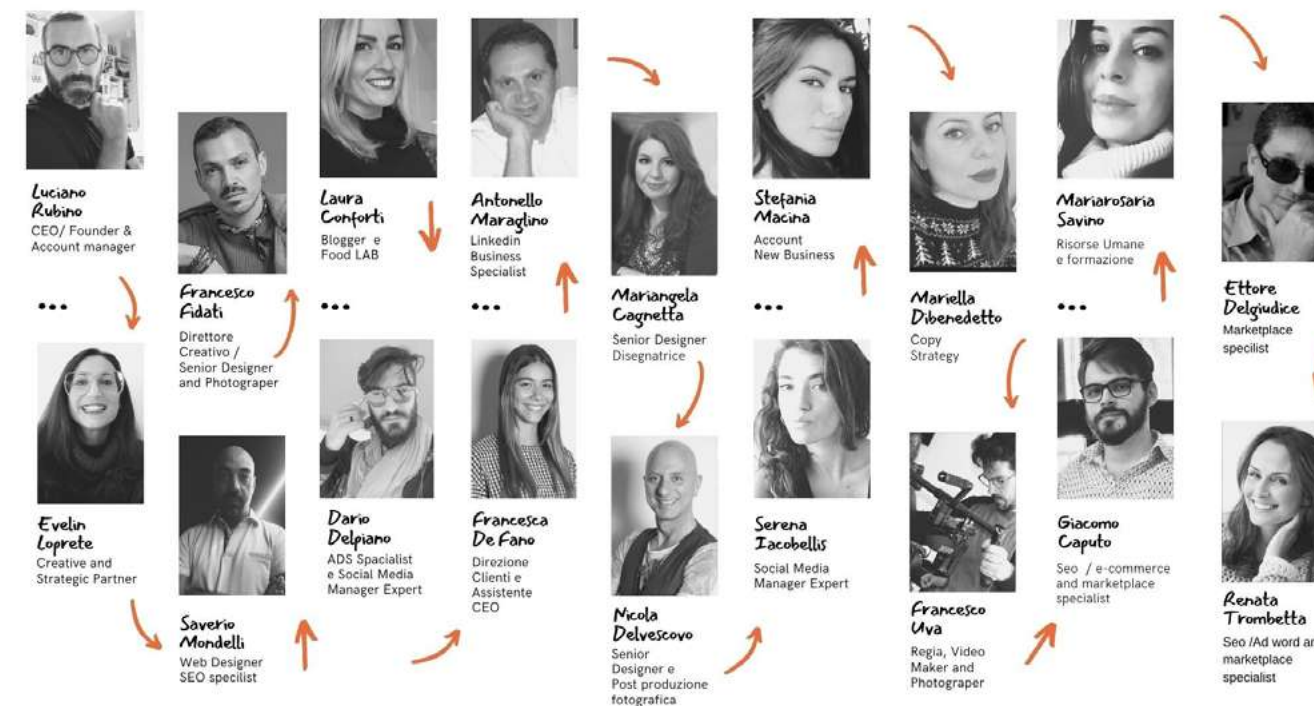 Luciano
Rubino
CEO/ Founder &
Account manager
...
Evelin
Loprete
Creative and
Strategic Partner
Francesco
Fidati
Direttore
Creativo /
Senior Designer
and Photograper
Saverio
Mondelli
Web Designer
SEO specilist
Laura
Conforti
Blogger e
Food LAB
...
Dario
Delpiano
ADS Spacialist
e Social Media
Manager Expert
Antonello
Maraglino
Linkedin
Business
Specialist
...
Francesca
De Fano
Direzione
Clienti e
Assistente
CEO
Mariangela
Cagnetta
Senior Designer
Disegnatrice
Nicola
Delvescovo
Senior
Designer e
Post produzione
fotografica
Stefania
Macina
Account
New Business
...
Serena
Iacobellis
Social Media
Manager Expert
Mariella
Dibenedetto
Copy
Strategy
Francesco
Uva
Regia, Video
Maker and
Photograper
Mariarosaria
Savino
Risorse Umane
e formazione
...
Giacomo
Caputo
Seo / e-commerce
and marketplace
specialist
Ettore
Delgiudice
Marketplace
specilist
Renata
Trombetta
Seo /Ad word
marketplace
specialist